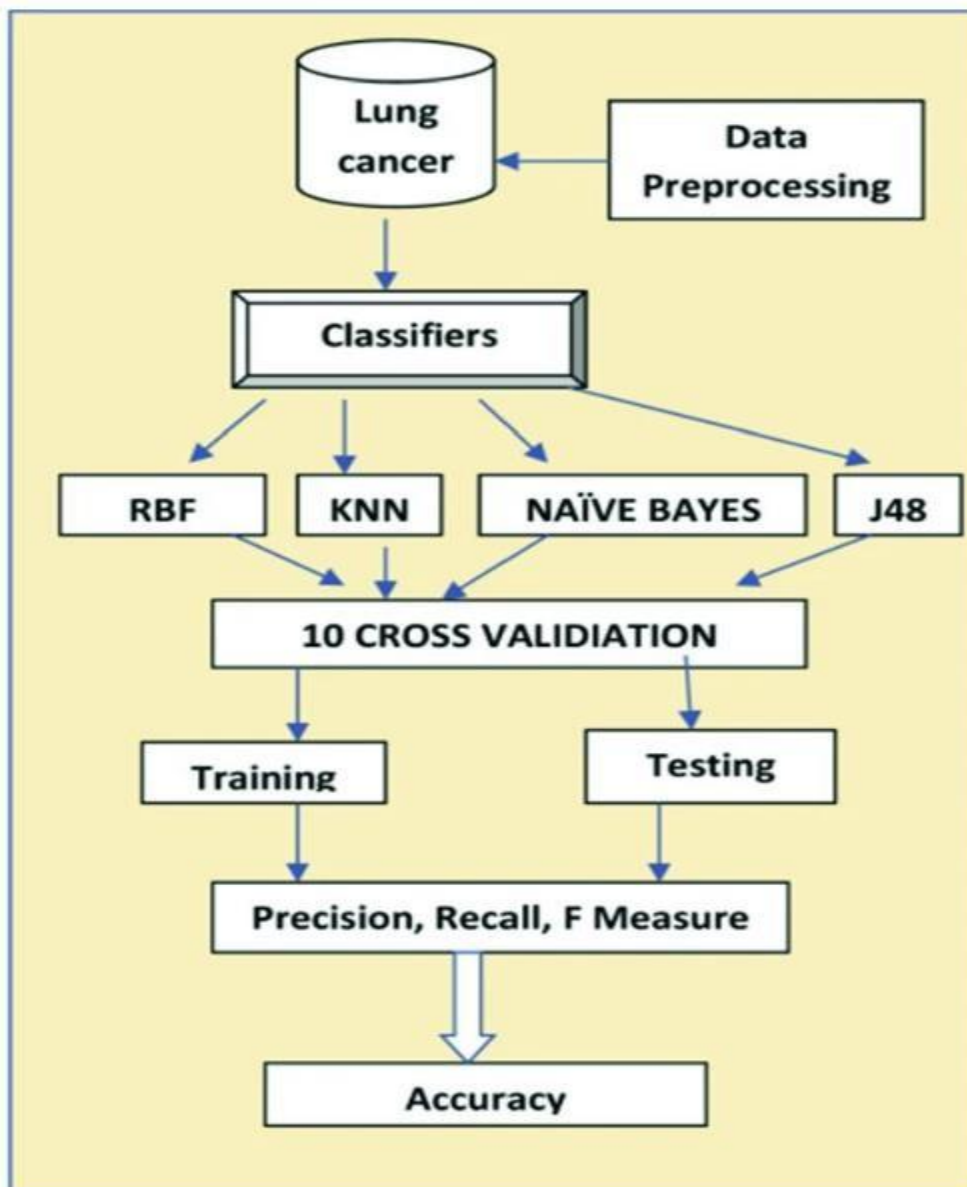 Lung
cancer
Data
Preprocessing
Classifiers
RBF
KNN
NAÏVE BAYES
J48
10 CROSS VALIDIATION
Training
Testing
Precision, Recall, F Measure
Accuracy